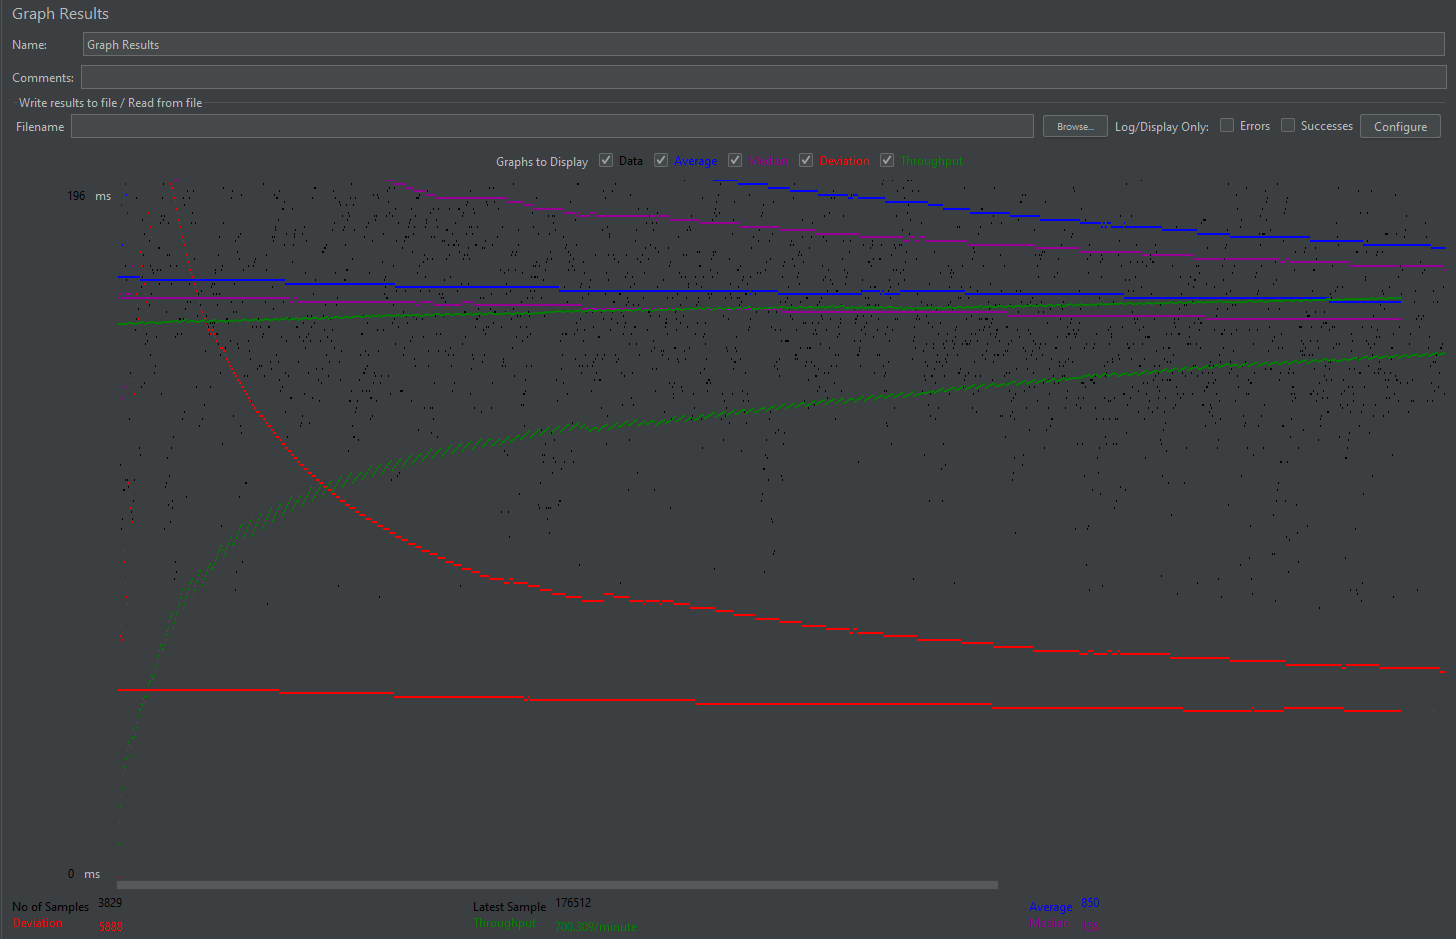 Graph Results
Name: Graph Results
Comments:
Write results to file / Read from file
Filename Browse... Log/Display Only: Errors Successes Configure
Graphs to Display Data Average Median Deviation Throughput
196 ms
0 ms
No of Samples 3829 Latest Sample 176512 Average 850
Deviation 5888 Throughput 700.309/minute Median